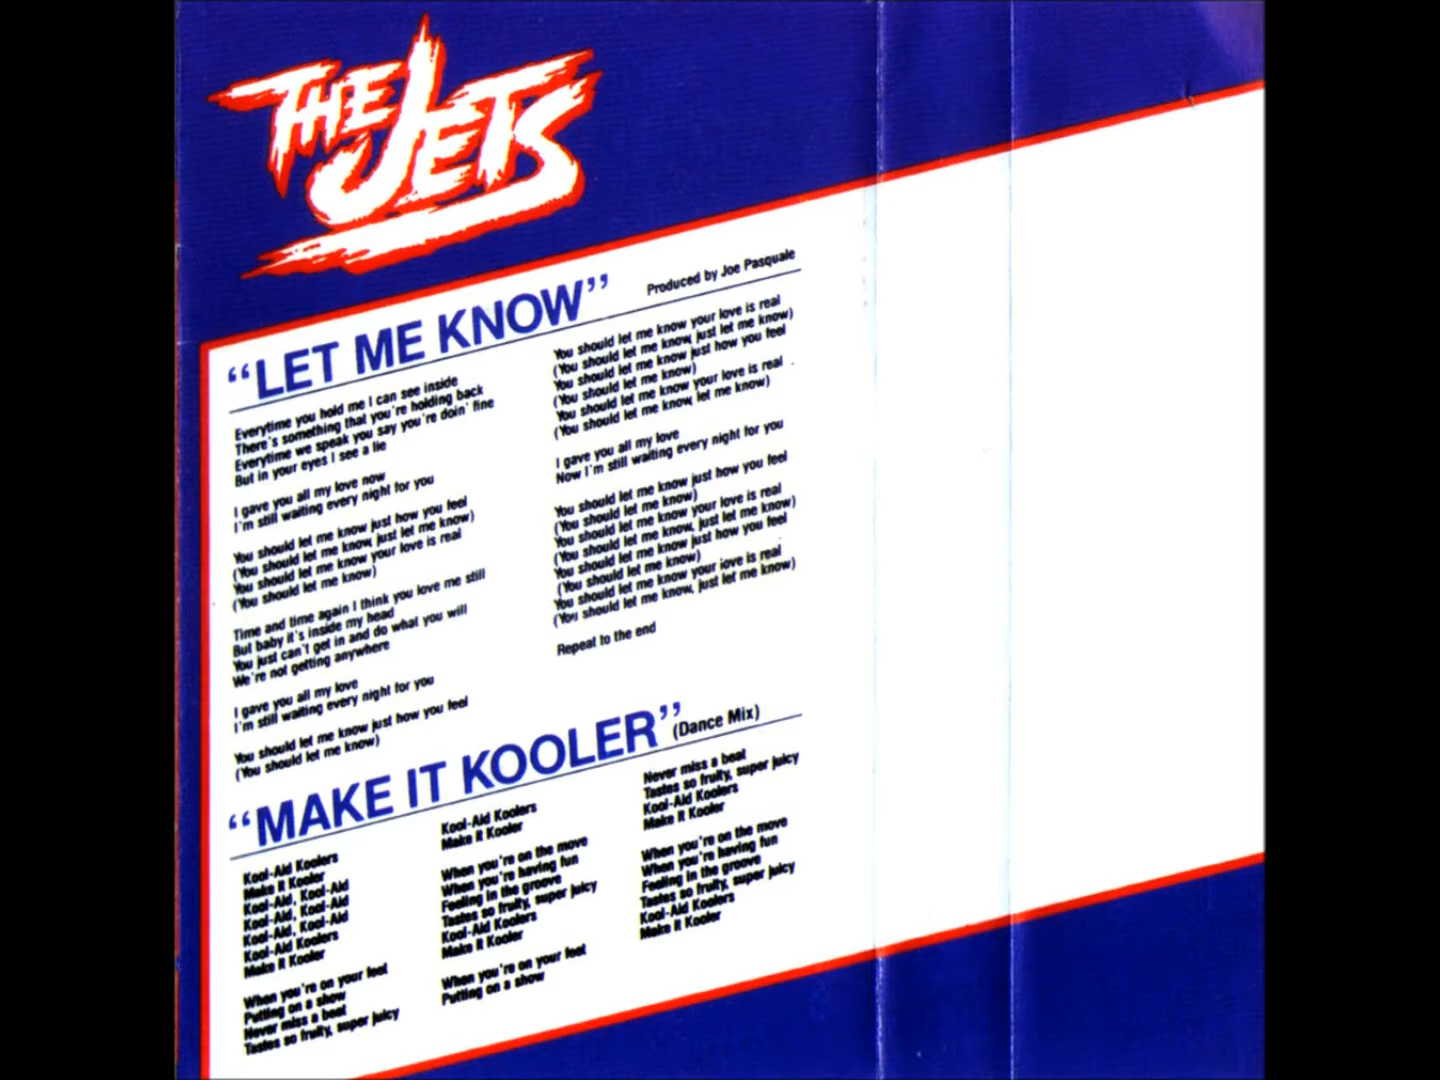 THE JETS
"LET ME KNOW"
Produced by Joe Pasquale
Everytime you hold me I can see inside
There's something that you're holding back
Everytime we speak you say you're doin' fine
But in your eyes I see a lie
I gave you all my love now
I'm still waiting every night for you
You should let me know just how you feel
(You should let me know, just let me know)
You should let me know your love is real
(You should let me know)
Time and time again I think you love me still
But baby it's inside my head
You just can't get in and do what you will
We're not getting anywhere
I gave you all my love
I'm still waiting every night for you
You should let me know just how you feel
(You should let me know)
You should let me know your love is real
(You should let me know, just let me know)
You should let me know just how you feel
(You should let me know)
You should let me know your love is real
(You should let me know, let me know)
I gave you all my love
Now I'm still waiting every night for you
You should let me know just how you feel
(You should let me know)
You should let me know your love is real
(You should let me know, just let me know)
You should let me know just how you feel
(You should let me know)
You should let me know your love is real
(You should let me know, just let me know)
Repeat to the end
"MAKE IT KOOLER"
(Dance Mix)
Kool-Aid Koolers
Make It Kooler
Kool-Aid, Kool-Aid
Kool-Aid, Kool-Aid
Kool-Aid, Kool-Aid
Kool-Aid Koolers
Make It Kooler
When you're on your feet
Putting on a show
Never miss a beat
Tastes so fruity, super juicy
Kool-Aid Koolers
Make It Kooler
When you're on the move
When you're having fun
Feeling in the groove
Tastes so fruity, super juicy
Kool-Aid Koolers
Make It Kooler
When you're on your feet
Putting on a show
Never miss a beat
Tastes so fruity, super juicy
Kool-Aid Koolers
Make It Kooler
When you're on the move
When you're having fun
Feeling in the groove
Tastes so fruity, super juicy
Kool-Aid Koolers
Make It Kooler